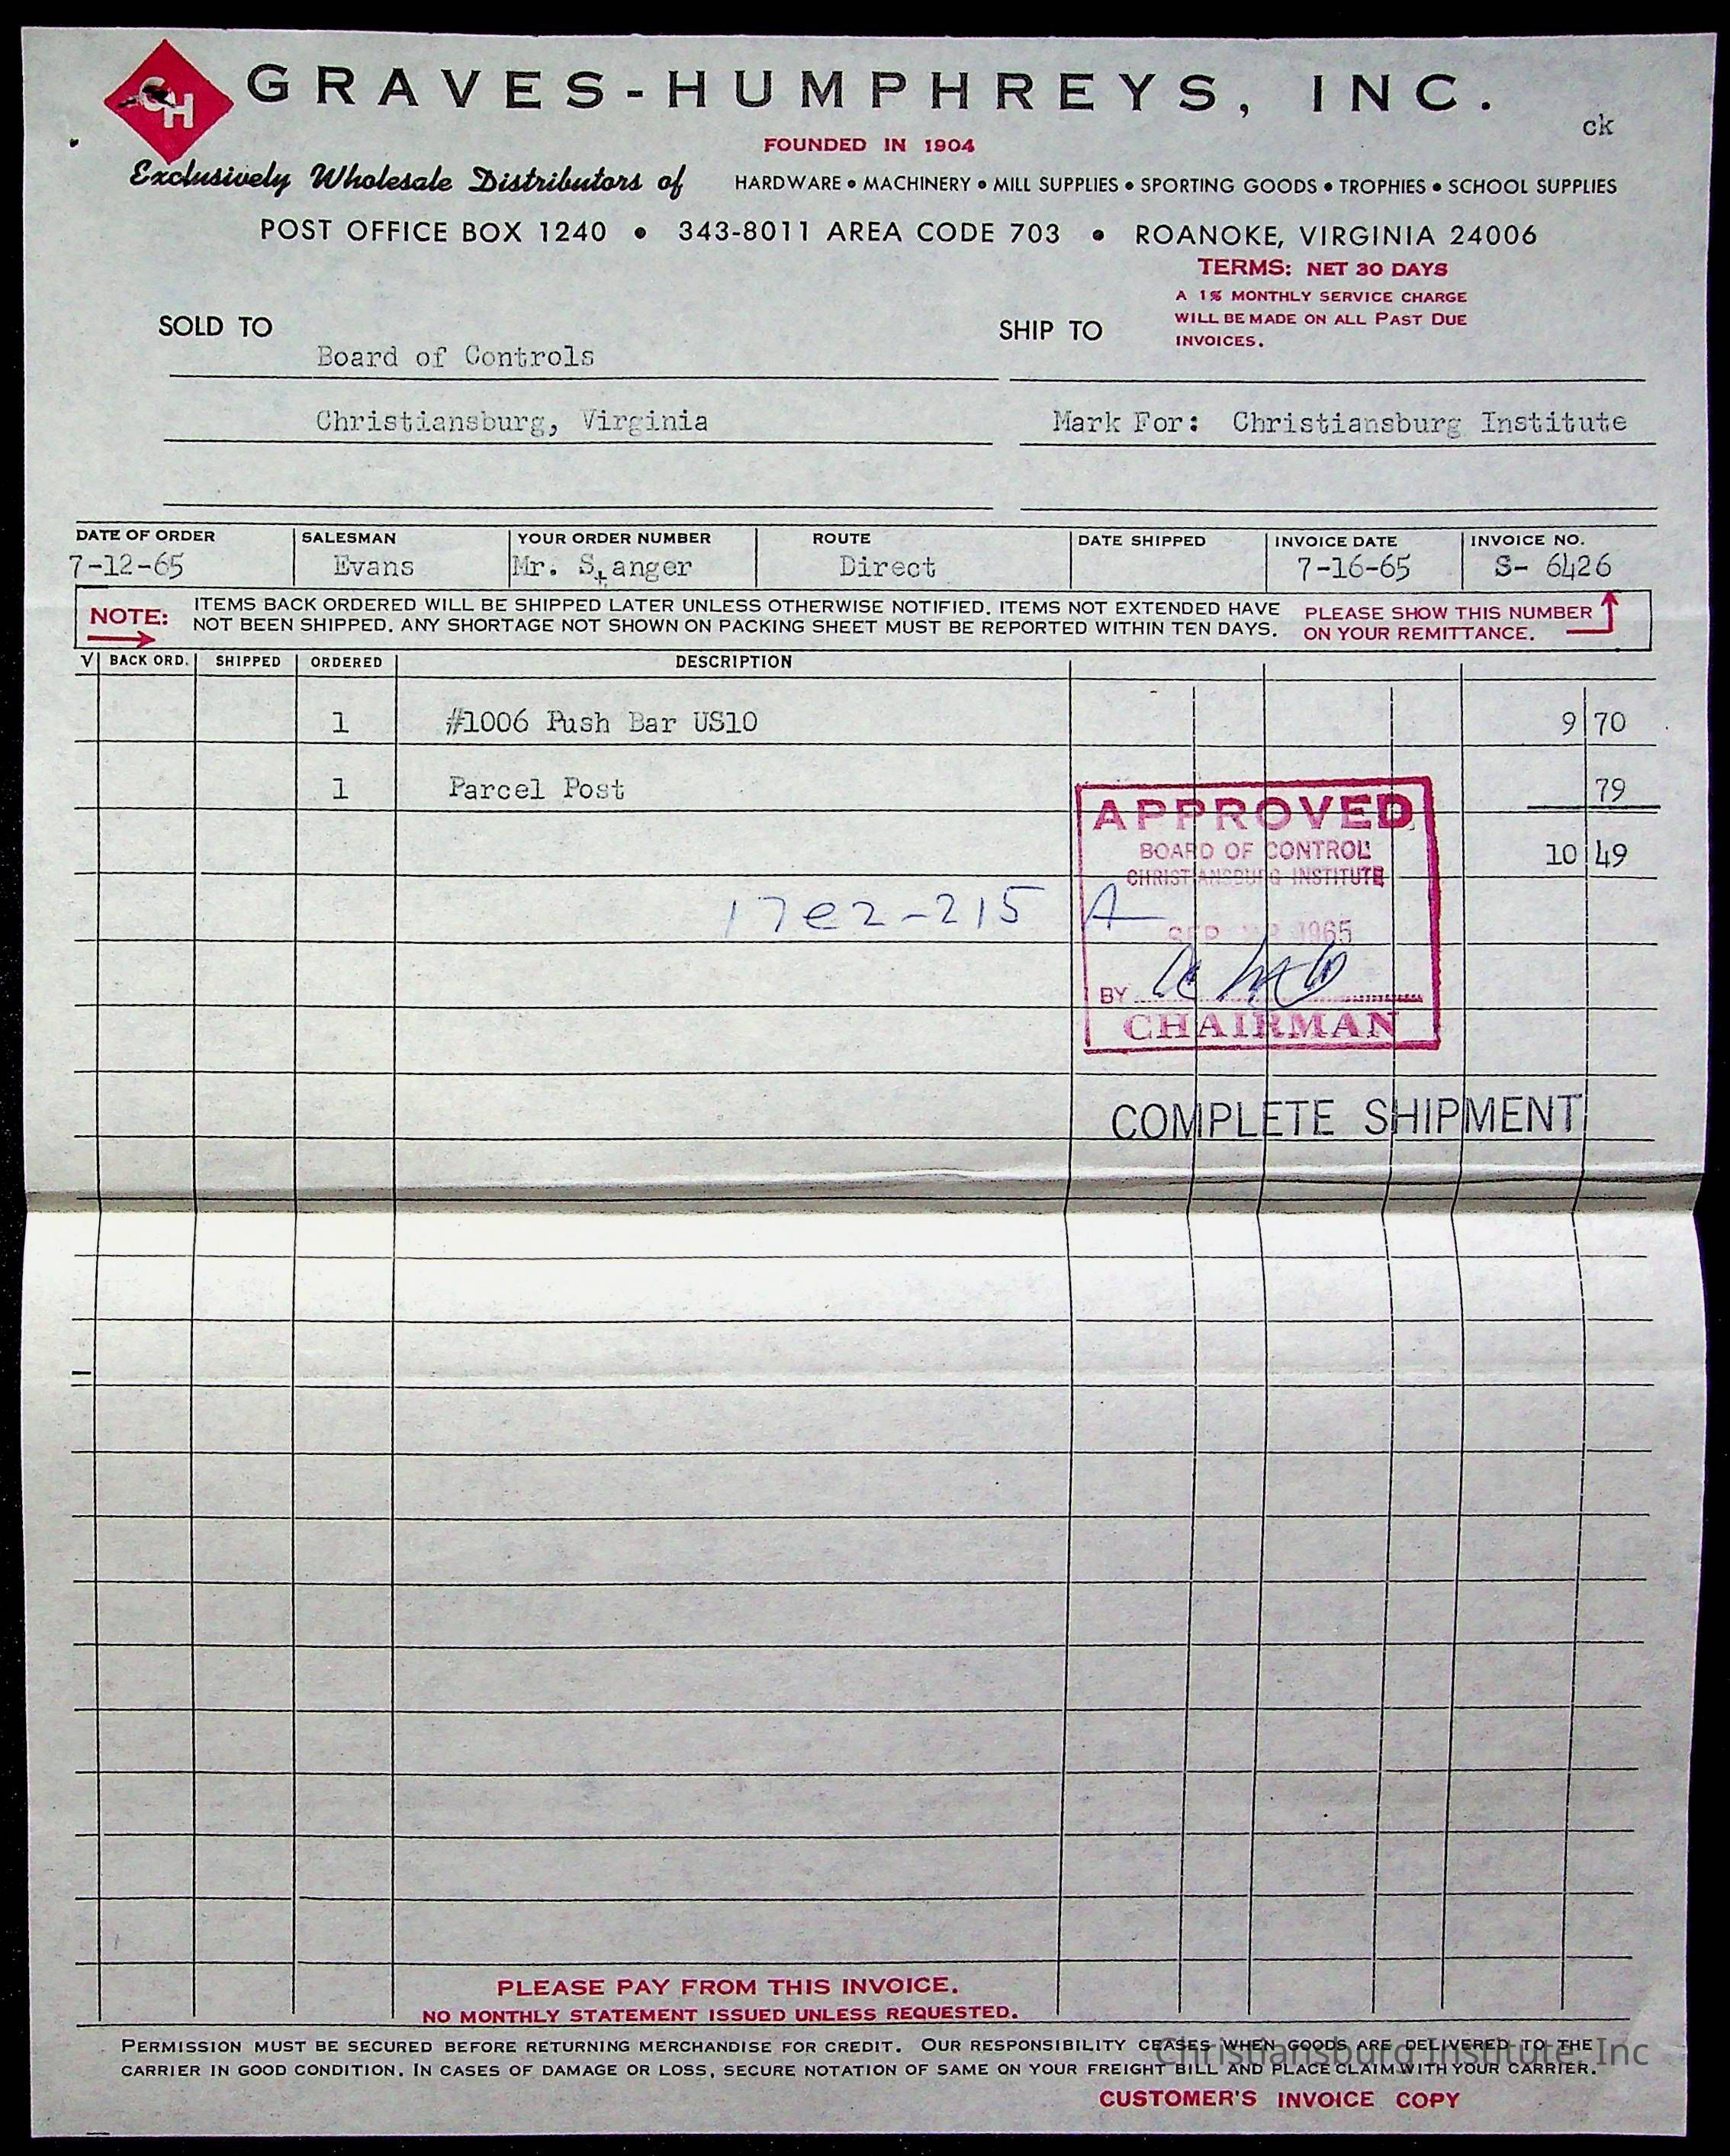 GH
GRAVES-HUMPHREYS, INC.
ck
FOUNDED IN 1904
Exclusively Wholesale Distributors of HARDWARE • MACHINERY • MILL SUPPLIES • SPORTING GOODS • TROPHIES • SCHOOL SUPPLIES
POST OFFICE BOX 1240 • 343-8011 AREA CODE 703 • ROANOKE, VIRGINIA 24006
TERMS: NET 30 DAYS
A 1% MONTHLY SERVICE CHARGE
WILL BE MADE ON ALL PAST DUE
INVOICES.
SOLD TO
SHIP TO
Board of Controls
Christiansburg, Virginia
Mark For: Christiansburg Institute
DATE OF ORDER SALESMAN YOUR ORDER NUMBER ROUTE DATE SHIPPED INVOICE DATE INVOICE NO.
7-12-65 Evans Mr. Stanger Direct 7-16-65 S- 6426
NOTE: ITEMS BACK ORDERED WILL BE SHIPPED LATER UNLESS OTHERWISE NOTIFIED. ITEMS NOT EXTENDED HAVE
NOT BEEN SHIPPED. ANY SHORTAGE NOT SHOWN ON PACKING SHEET MUST BE REPORTED WITHIN TEN DAYS.
PLEASE SHOW THIS NUMBER
ON YOUR REMITTANCE.
√ BACK ORD. SHIPPED ORDERED DESCRIPTION
1 #1006 Push Bar US10 9 70
1 Parcel Post 79
10 49
APPROVED
BOARD OF CONTROL
CHRISTIANSBURG INSTITUTE
17e2-215 A
SEP 1965
BY
CHAIRMAN
COMPLETE SHIPMENT
PLEASE PAY FROM THIS INVOICE.
NO MONTHLY STATEMENT ISSUED UNLESS REQUESTED.
PERMISSION MUST BE SECURED BEFORE RETURNING MERCHANDISE FOR CREDIT. OUR RESPONSIBILITY CEASES WHEN GOODS ARE DELIVERED TO THE
CARRIER IN GOOD CONDITION. IN CASES OF DAMAGE OR LOSS, SECURE NOTATION OF SAME ON YOUR FREIGHT BILL AND PLACE CLAIM WITH YOUR CARRIER.
Christiansburg Institute Inc
CUSTOMER'S INVOICE COPY